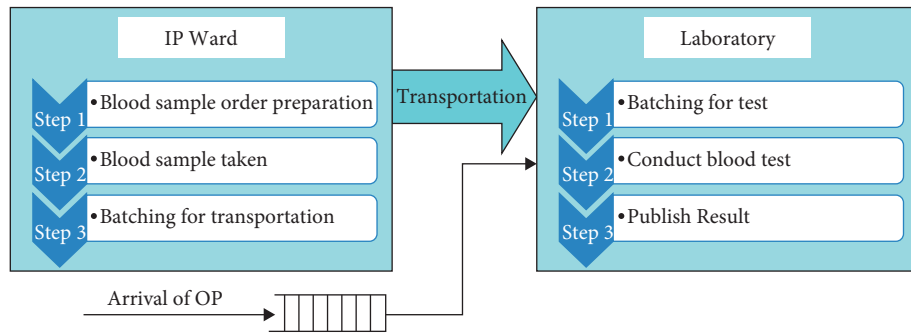 IP Ward
Step 1
•Blood sample order preparation
Step 2
•Blood sample taken
Step 3
•Batching for transportation
Transportation
Laboratory
Step 1
•Batching for test
Step 2
•Conduct blood test
Step 3
•Publish Result
Arrival of OP